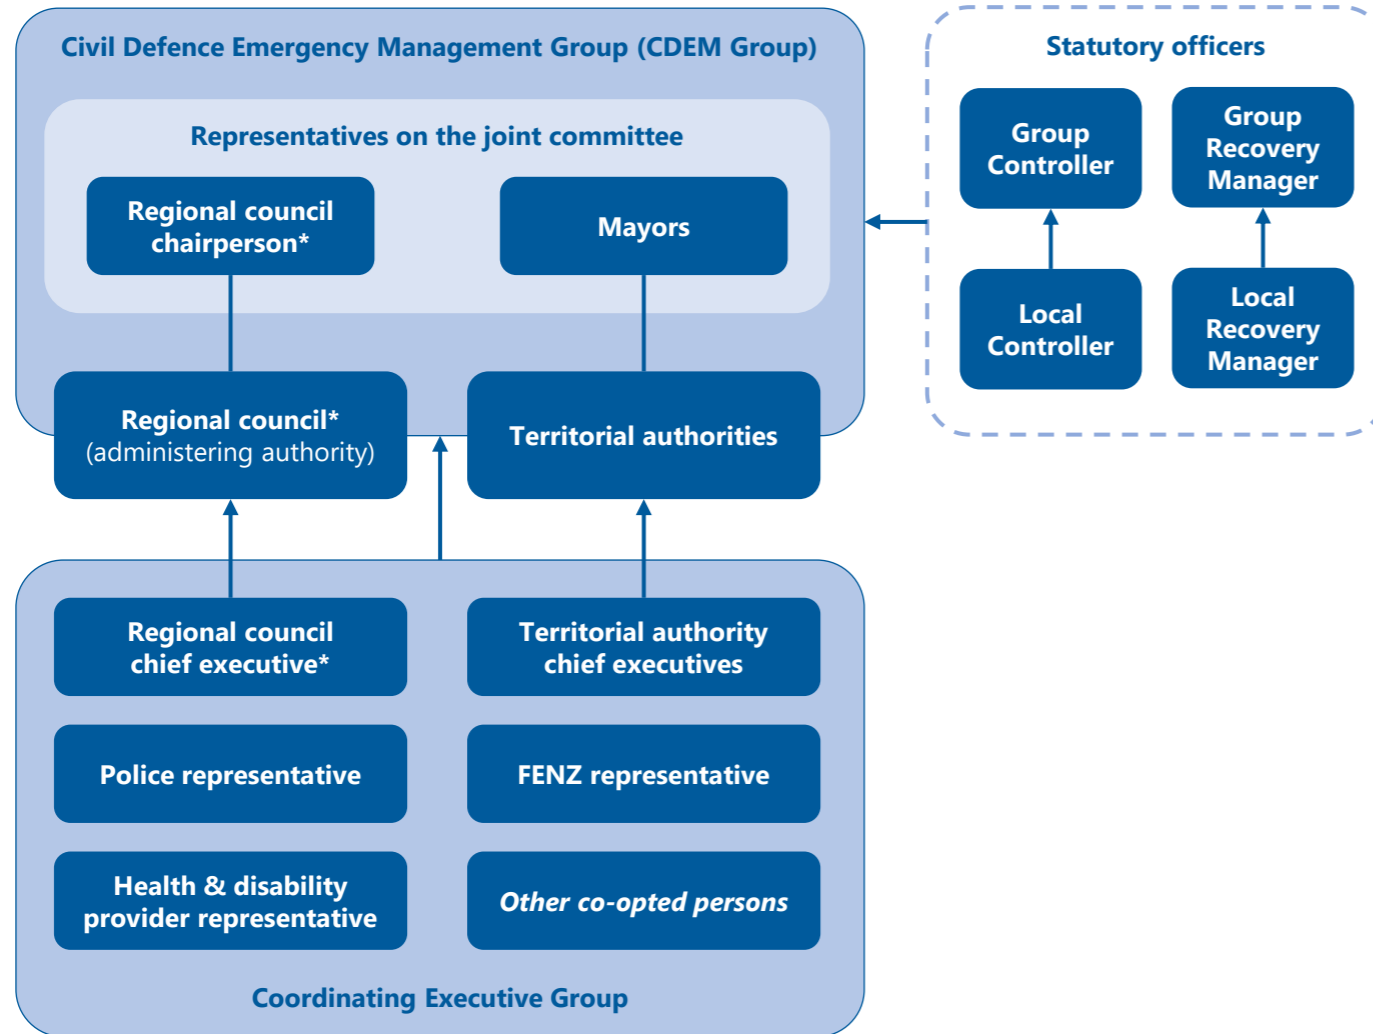 Civil Defence Emergency Management Group (CDEM Group)
Representatives on the joint committee
Regional council
chairperson*
Mayors
Regional council*
(administering authority)
Territorial authorities
Statutory officers
Group
Controller
Group
Recovery
Manager
Local
Controller
Local
Recovery
Manager
Regional council
chief executive*
Territorial authority
chief executives
Police representative
FENZ representative
Health & disability
provider representative
Other co-opted persons
Coordinating Executive Group